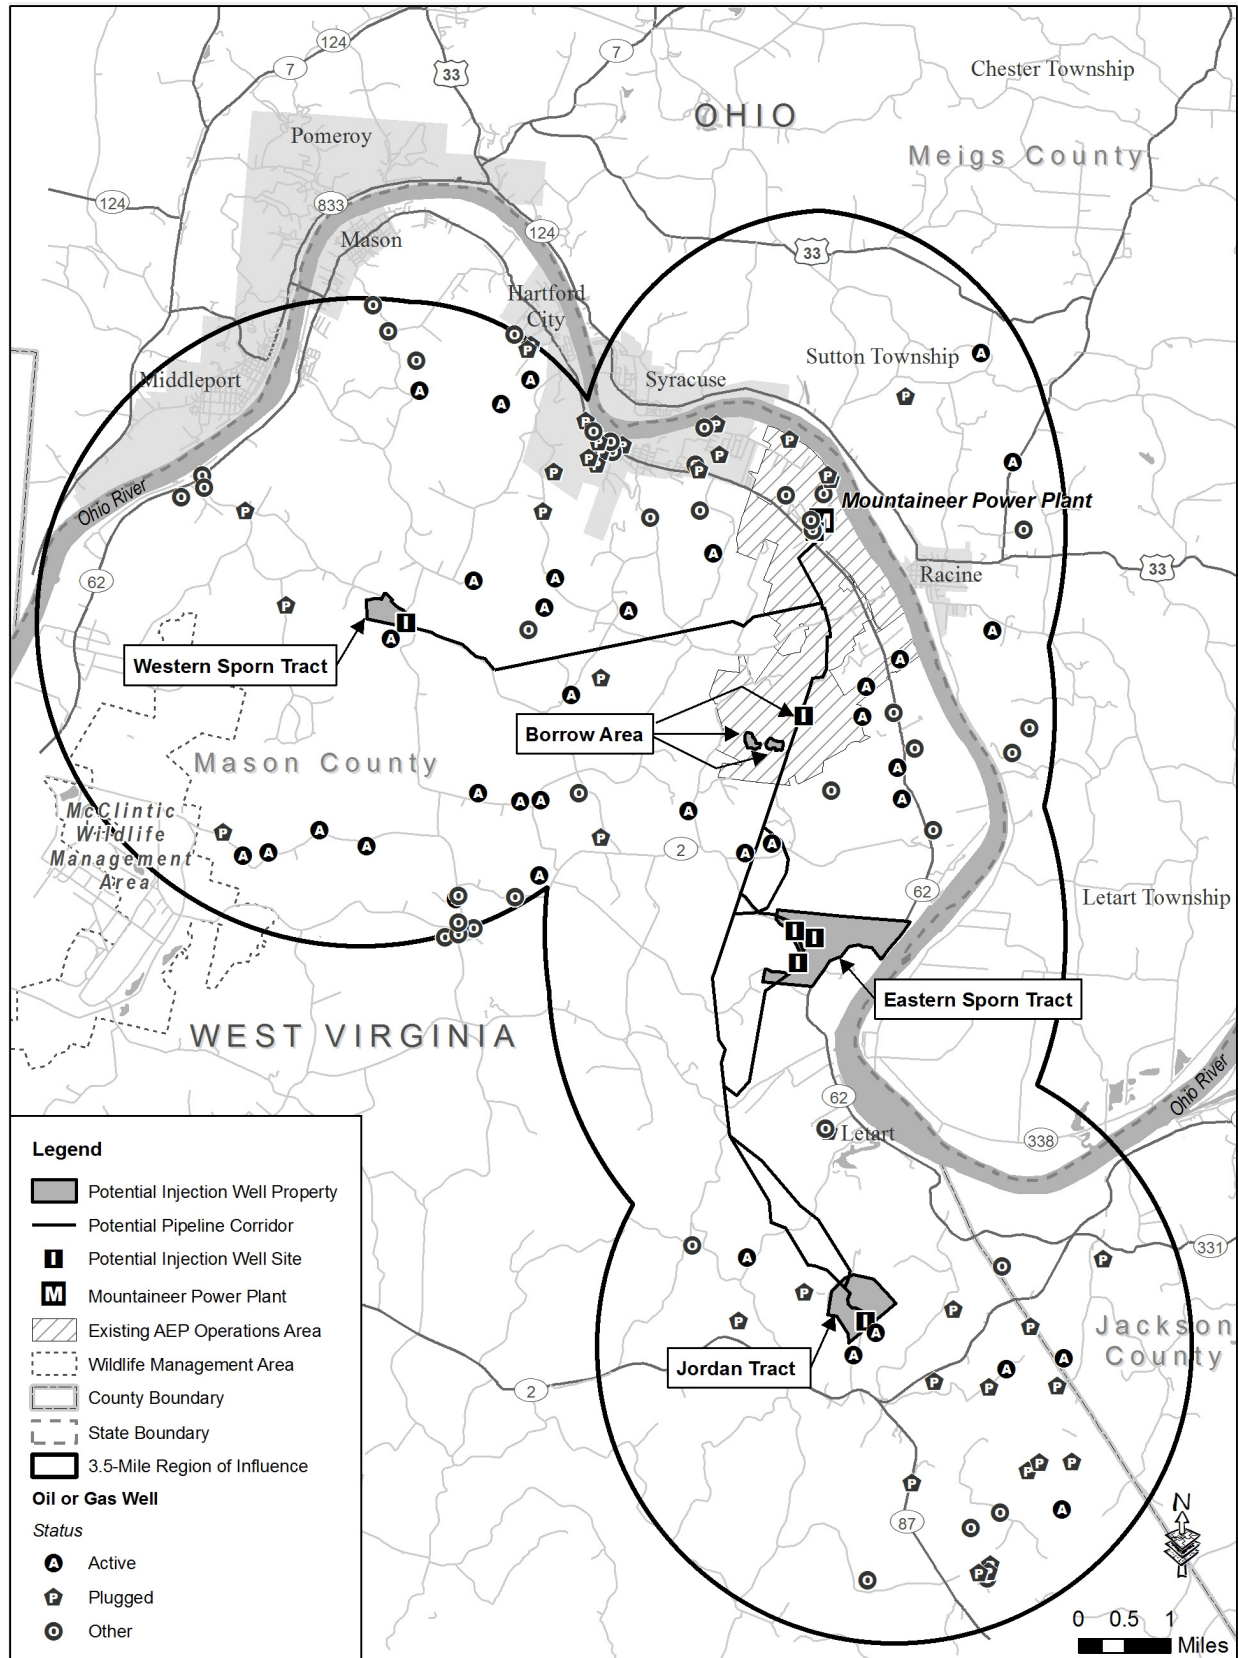 124
7
7
33
Chester Township
OHIO
Pomeroy
Meigs County
124
833
Mason
124
33
Hartford
City
Sutton Township
Middleport
Syracuse
Ohio River
Mountaineer Power Plant
62
Racine
33
Western Sporn Tract
Borrow Area
Mason County
McClintic
Wildlife
Management
Area
2
62
Letart Township
Eastern Sporn Tract
WEST VIRGINIA
62
Ohio River
Letart
338
331
Jackson
County
Jordan Tract
2
87
Legend
Potential Injection Well Property
Potential Pipeline Corridor
I Potential Injection Well Site
M Mountaineer Power Plant
Existing AEP Operations Area
Wildlife Management Area
County Boundary
State Boundary
3.5-Mile Region of Influence
Oil or Gas Well
Status
A Active
P Plugged
O Other
N
0 0.5 1
Miles